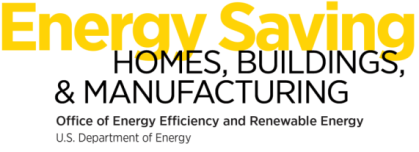 Energy Saving
HOMES, BUILDINGS,
& MANUFACTURING
Office of Energy Efficiency and Renewable Energy
U.S. Department of Energy